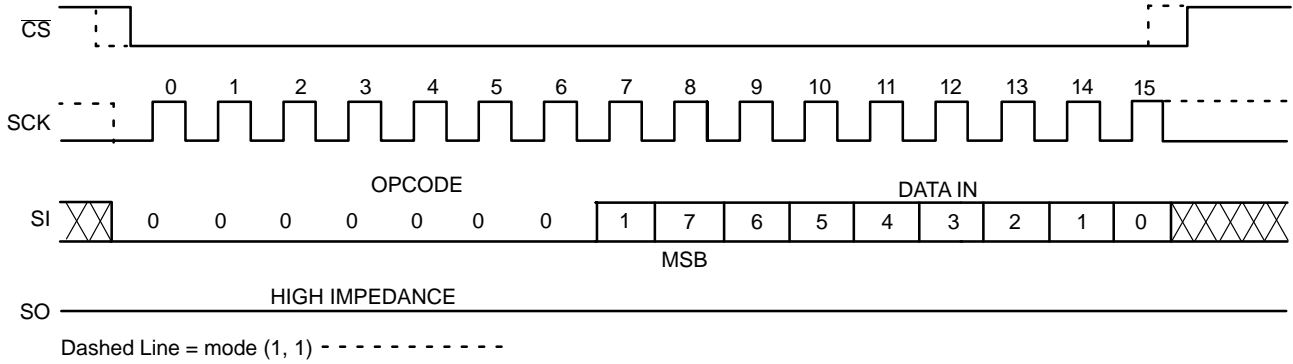 CS
0 1 2 3 4 5 6 7 8 9 10 11 12 13 14 15
SCK
OPCODE DATA IN
SI 0 0 0 0 0 0 0 1 7 6 5 4 3 2 1 0
MSB
HIGH IMPEDANCE
SO
Dashed Line = mode (1, 1)